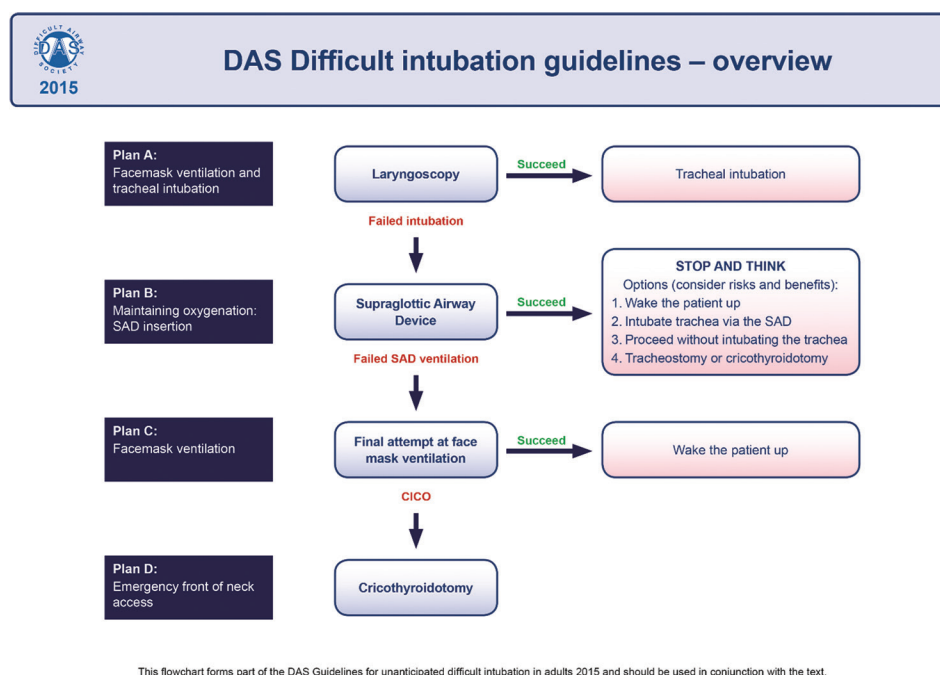 DIFFICULT AIRWAY
DAS
SOCIETY
2015
DAS Difficult intubation guidelines – overview
Plan A:
Facemask ventilation and
tracheal intubation
Laryngoscopy
Succeed
Tracheal intubation
Failed intubation
Plan B:
Maintaining oxygenation:
SAD insertion
Supraglottic Airway
Device
Succeed
STOP AND THINK
Options (consider risks and benefits):
1. Wake the patient up
2. Intubate trachea via the SAD
3. Proceed without intubating the trachea
4. Tracheostomy or cricothyroidotomy
Failed SAD ventilation
Plan C:
Facemask ventilation
Final attempt at face
mask ventilation
Succeed
Wake the patient up
CICO
Plan D:
Emergency front of neck
access
Cricothyroidotomy
This flowchart forms part of the DAS Guidelines for unanticipated difficult intubation in adults 2015 and should be used in conjunction with the text.